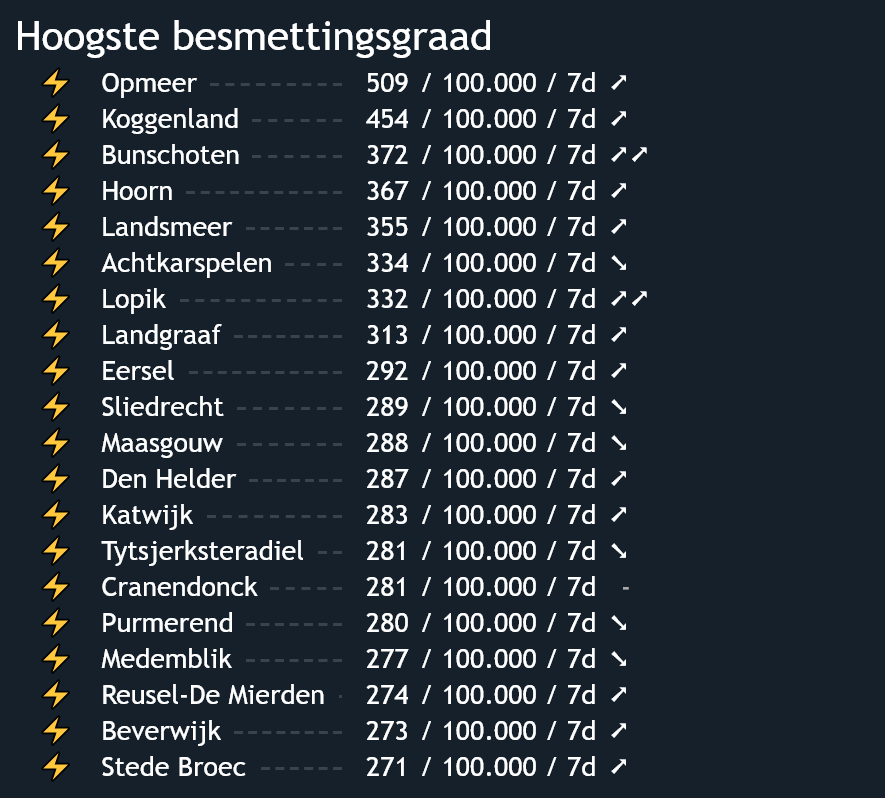 Hoogste besmettingsgraad
⚡ Opmeer ---------- 509 / 100.000 / 7d ➚
⚡ Koggenland ------- 454 / 100.000 / 7d ➚
⚡ Bunschoten ------- 372 / 100.000 / 7d ➚➚
⚡ Hoorn ------------ 367 / 100.000 / 7d ➚
⚡ Landsmeer ------- 355 / 100.000 / 7d ➚
⚡ Achtkarspelen ---- 334 / 100.000 / 7d ➘
⚡ Lopik ------------ 332 / 100.000 / 7d ➚➚
⚡ Landgraaf -------- 313 / 100.000 / 7d ➚
⚡ Eersel ----------- 292 / 100.000 / 7d ➚
⚡ Sliedrecht -------- 289 / 100.000 / 7d ➘
⚡ Maasgouw -------- 288 / 100.000 / 7d ➘
⚡ Den Helder ------- 287 / 100.000 / 7d ➚
⚡ Katwijk ---------- 283 / 100.000 / 7d ➚
⚡ Tytsjerksteradiel -- 281 / 100.000 / 7d ➘
⚡ Cranendonck ----- 281 / 100.000 / 7d -
⚡ Purmerend ------- 280 / 100.000 / 7d ➘
⚡ Medemblik ------- 277 / 100.000 / 7d ➘
⚡ Reusel-De Mierden - 274 / 100.000 / 7d ➚
⚡ Beverwijk -------- 273 / 100.000 / 7d ➚
⚡ Stede Broec ------ 271 / 100.000 / 7d ➚